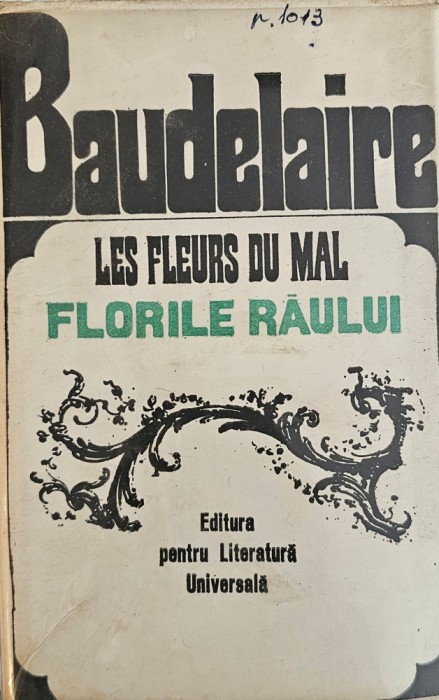 r. 1013
Baudelaire
LES FLEURS DU MAL
FLORILE RĂULUI
Editura
pentru Literatură
Universală